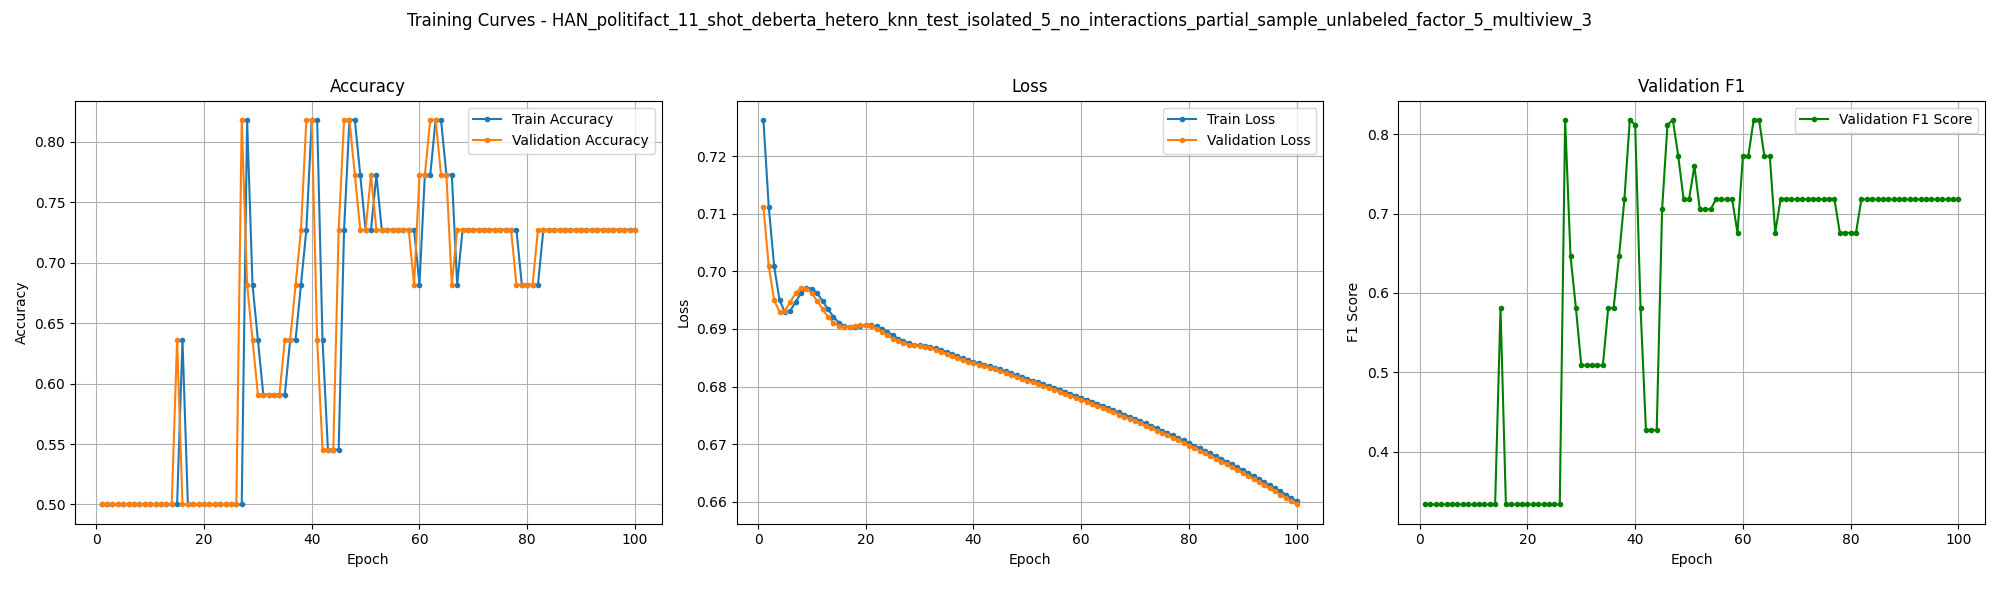 Training Curves - HAN_politifact_11_shot_deberta_hetero_knn_test_isolated_5_no_interactions_partial_sample_unlabeled_factor_5_multiview_3
Accuracy
Train Accuracy
Validation Accuracy
0.80
0.75
0.70
0.65
0.60
0.55
0.50
Accuracy
0
20
40
60
80
100
Epoch
Loss
Train Loss
Validation Loss
0.72
0.71
0.70
0.69
0.68
0.67
0.66
Loss
0
20
40
60
80
100
Epoch
Validation F1
Validation F1 Score
0.8
0.7
0.6
0.5
0.4
F1 Score
0
20
40
60
80
100
Epoch